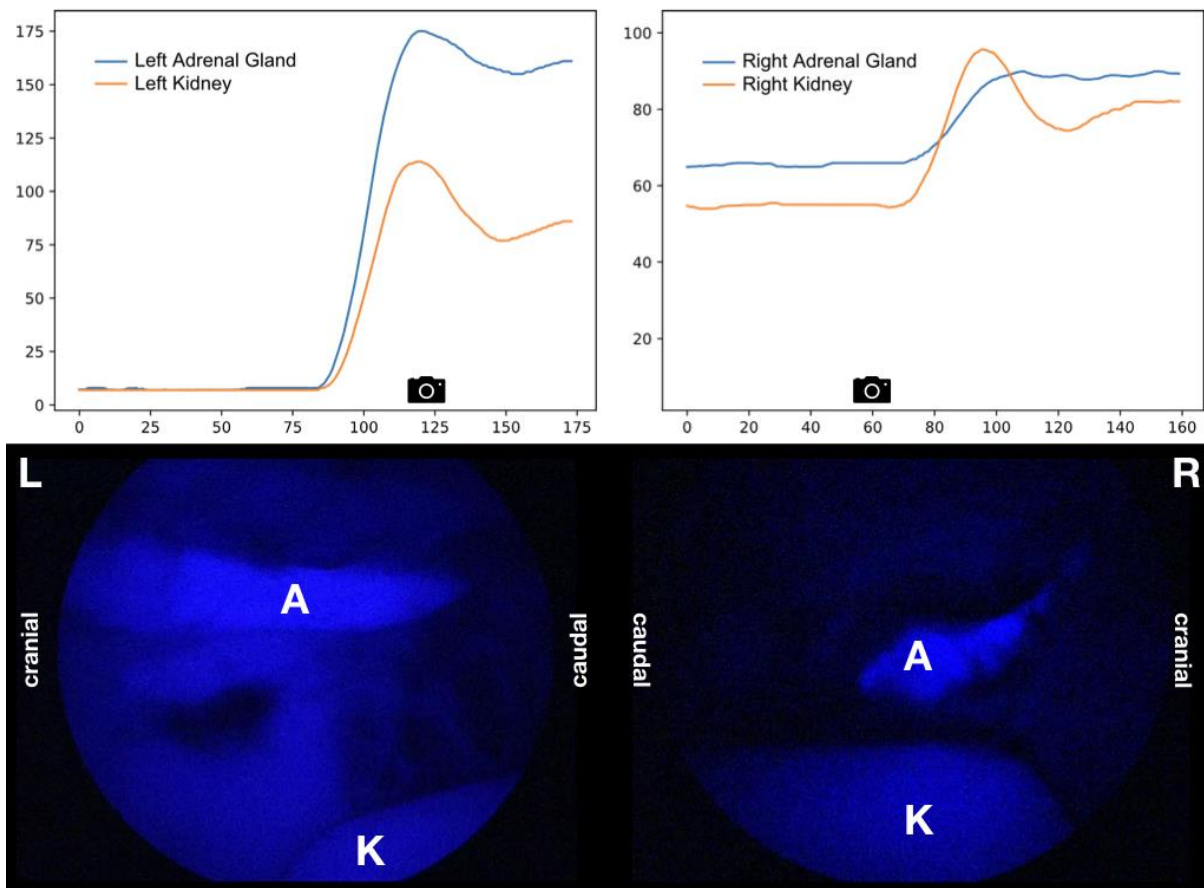 175
150
125
100
75
50
25
0
Left Adrenal Gland
Left Kidney
0 25 50 75 100 125 150 175
100
80
60
40
20
Right Adrenal Gland
Right Kidney
0 20 40 60 80 100 120 140 160
L
cranial
A
K
caudal
R
caudal
A
K
cranial